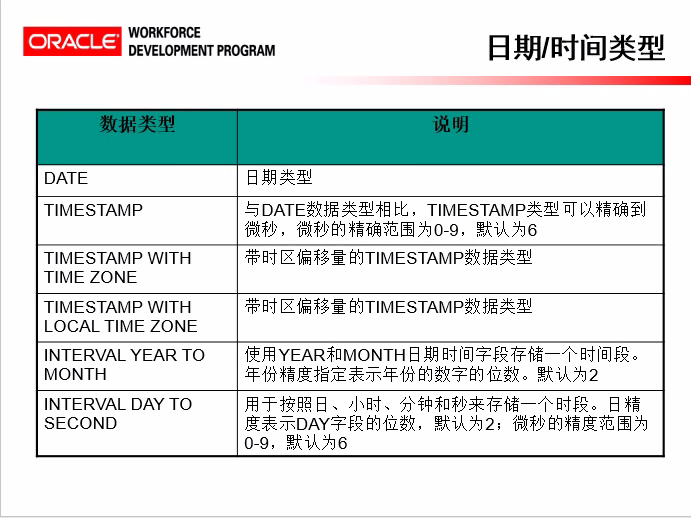 ORACLE
WORKFORCE
DEVELOPMENT PROGRAM
日期/时间类型
数据类型
说明
DATE
日期类型
TIMESTAMP
与DATE数据类型相比，TIMESTAMP类型可以精确到
微秒，微秒的精确范围为0-9，默认为6
TIMESTAMP WITH
TIME ZONE
带时区偏移量的TIMESTAMP数据类型
TIMESTAMP WITH
LOCAL TIME ZONE
带时区偏移量的TIMESTAMP数据类型
INTERVAL YEAR TO
MONTH
使用YEAR和MONTH日期时间字段存储一个时间段。
年份精度指定表示年份的数字的位数。默认为2
INTERVAL DAY TO
SECOND
用于按照日、小时、分钟和秒来存储一个时段。日精
度表示DAY字段的位数，默认为2；微秒的精度范围为
0-9，默认为6